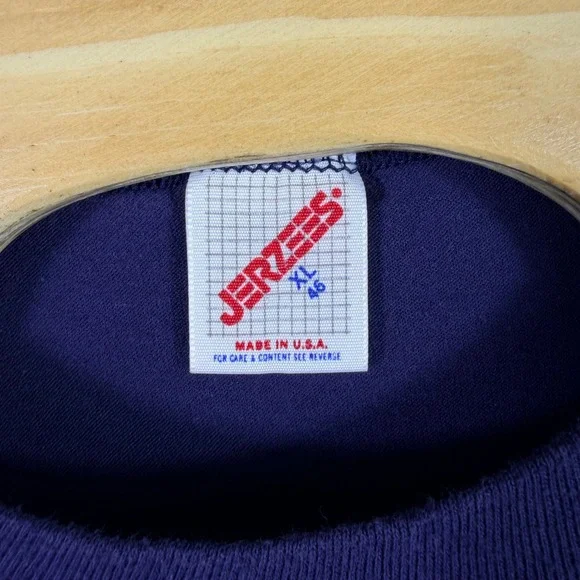 JERZEES
XL
46
MADE IN U.S.A.
FOR CARE & CONTENT SEE REVERSE